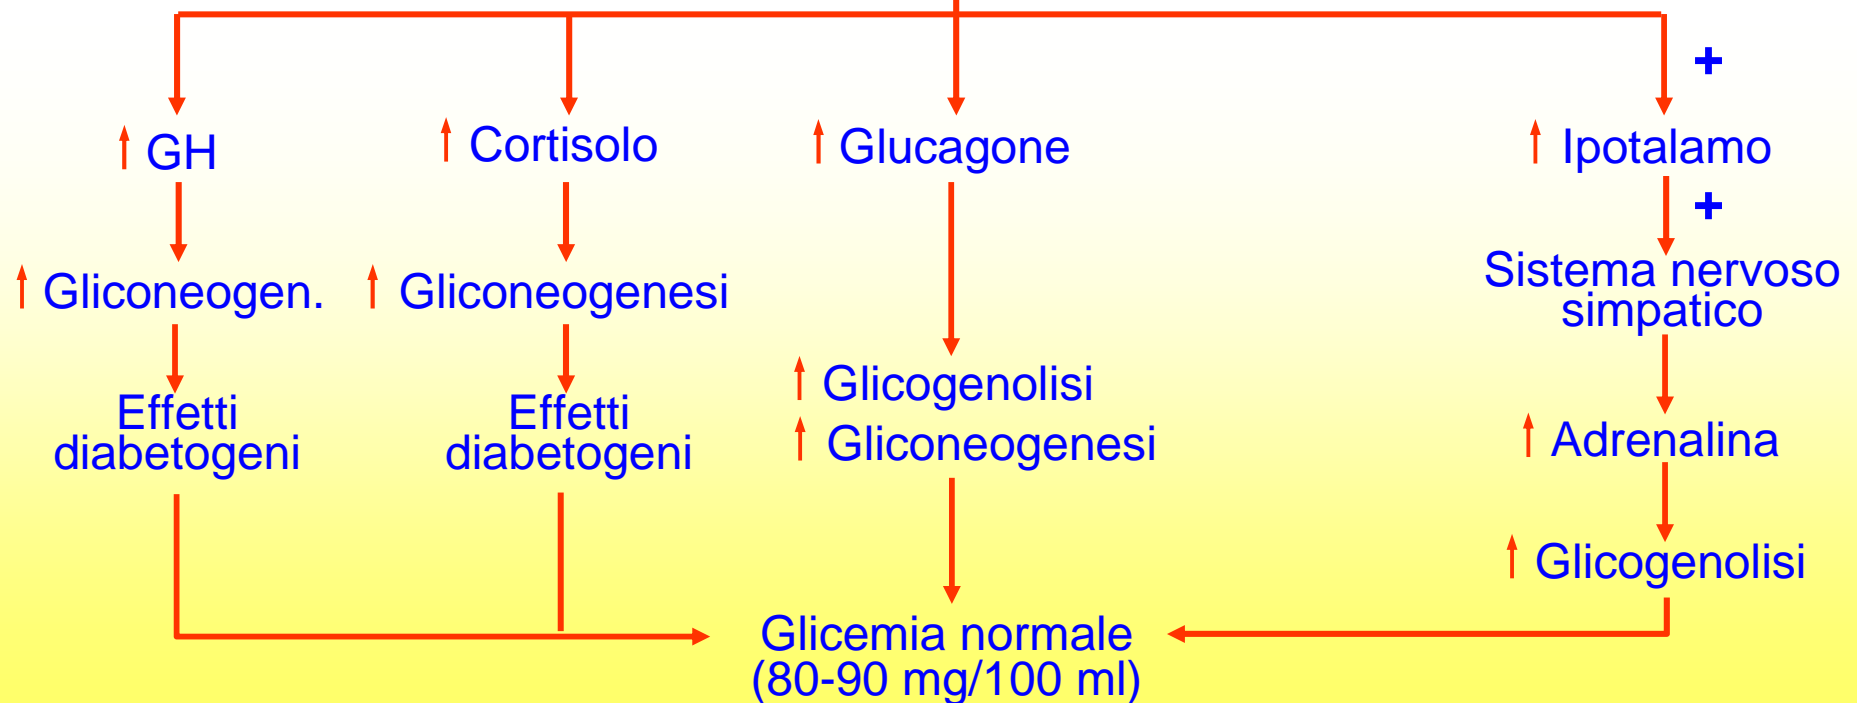 +
GH
Cortisolo
Glucagone
Ipotalamo
+
Gliconeogen.
Gliconeogenesi
Sistema nervoso
simpatico
Effetti
diabetogeni
Effetti
diabetogeni
Glicogenolisi
Gliconeogenesi
Adrenalina
Glicogenolisi
Glicemia normale
(80-90 mg/100 ml)